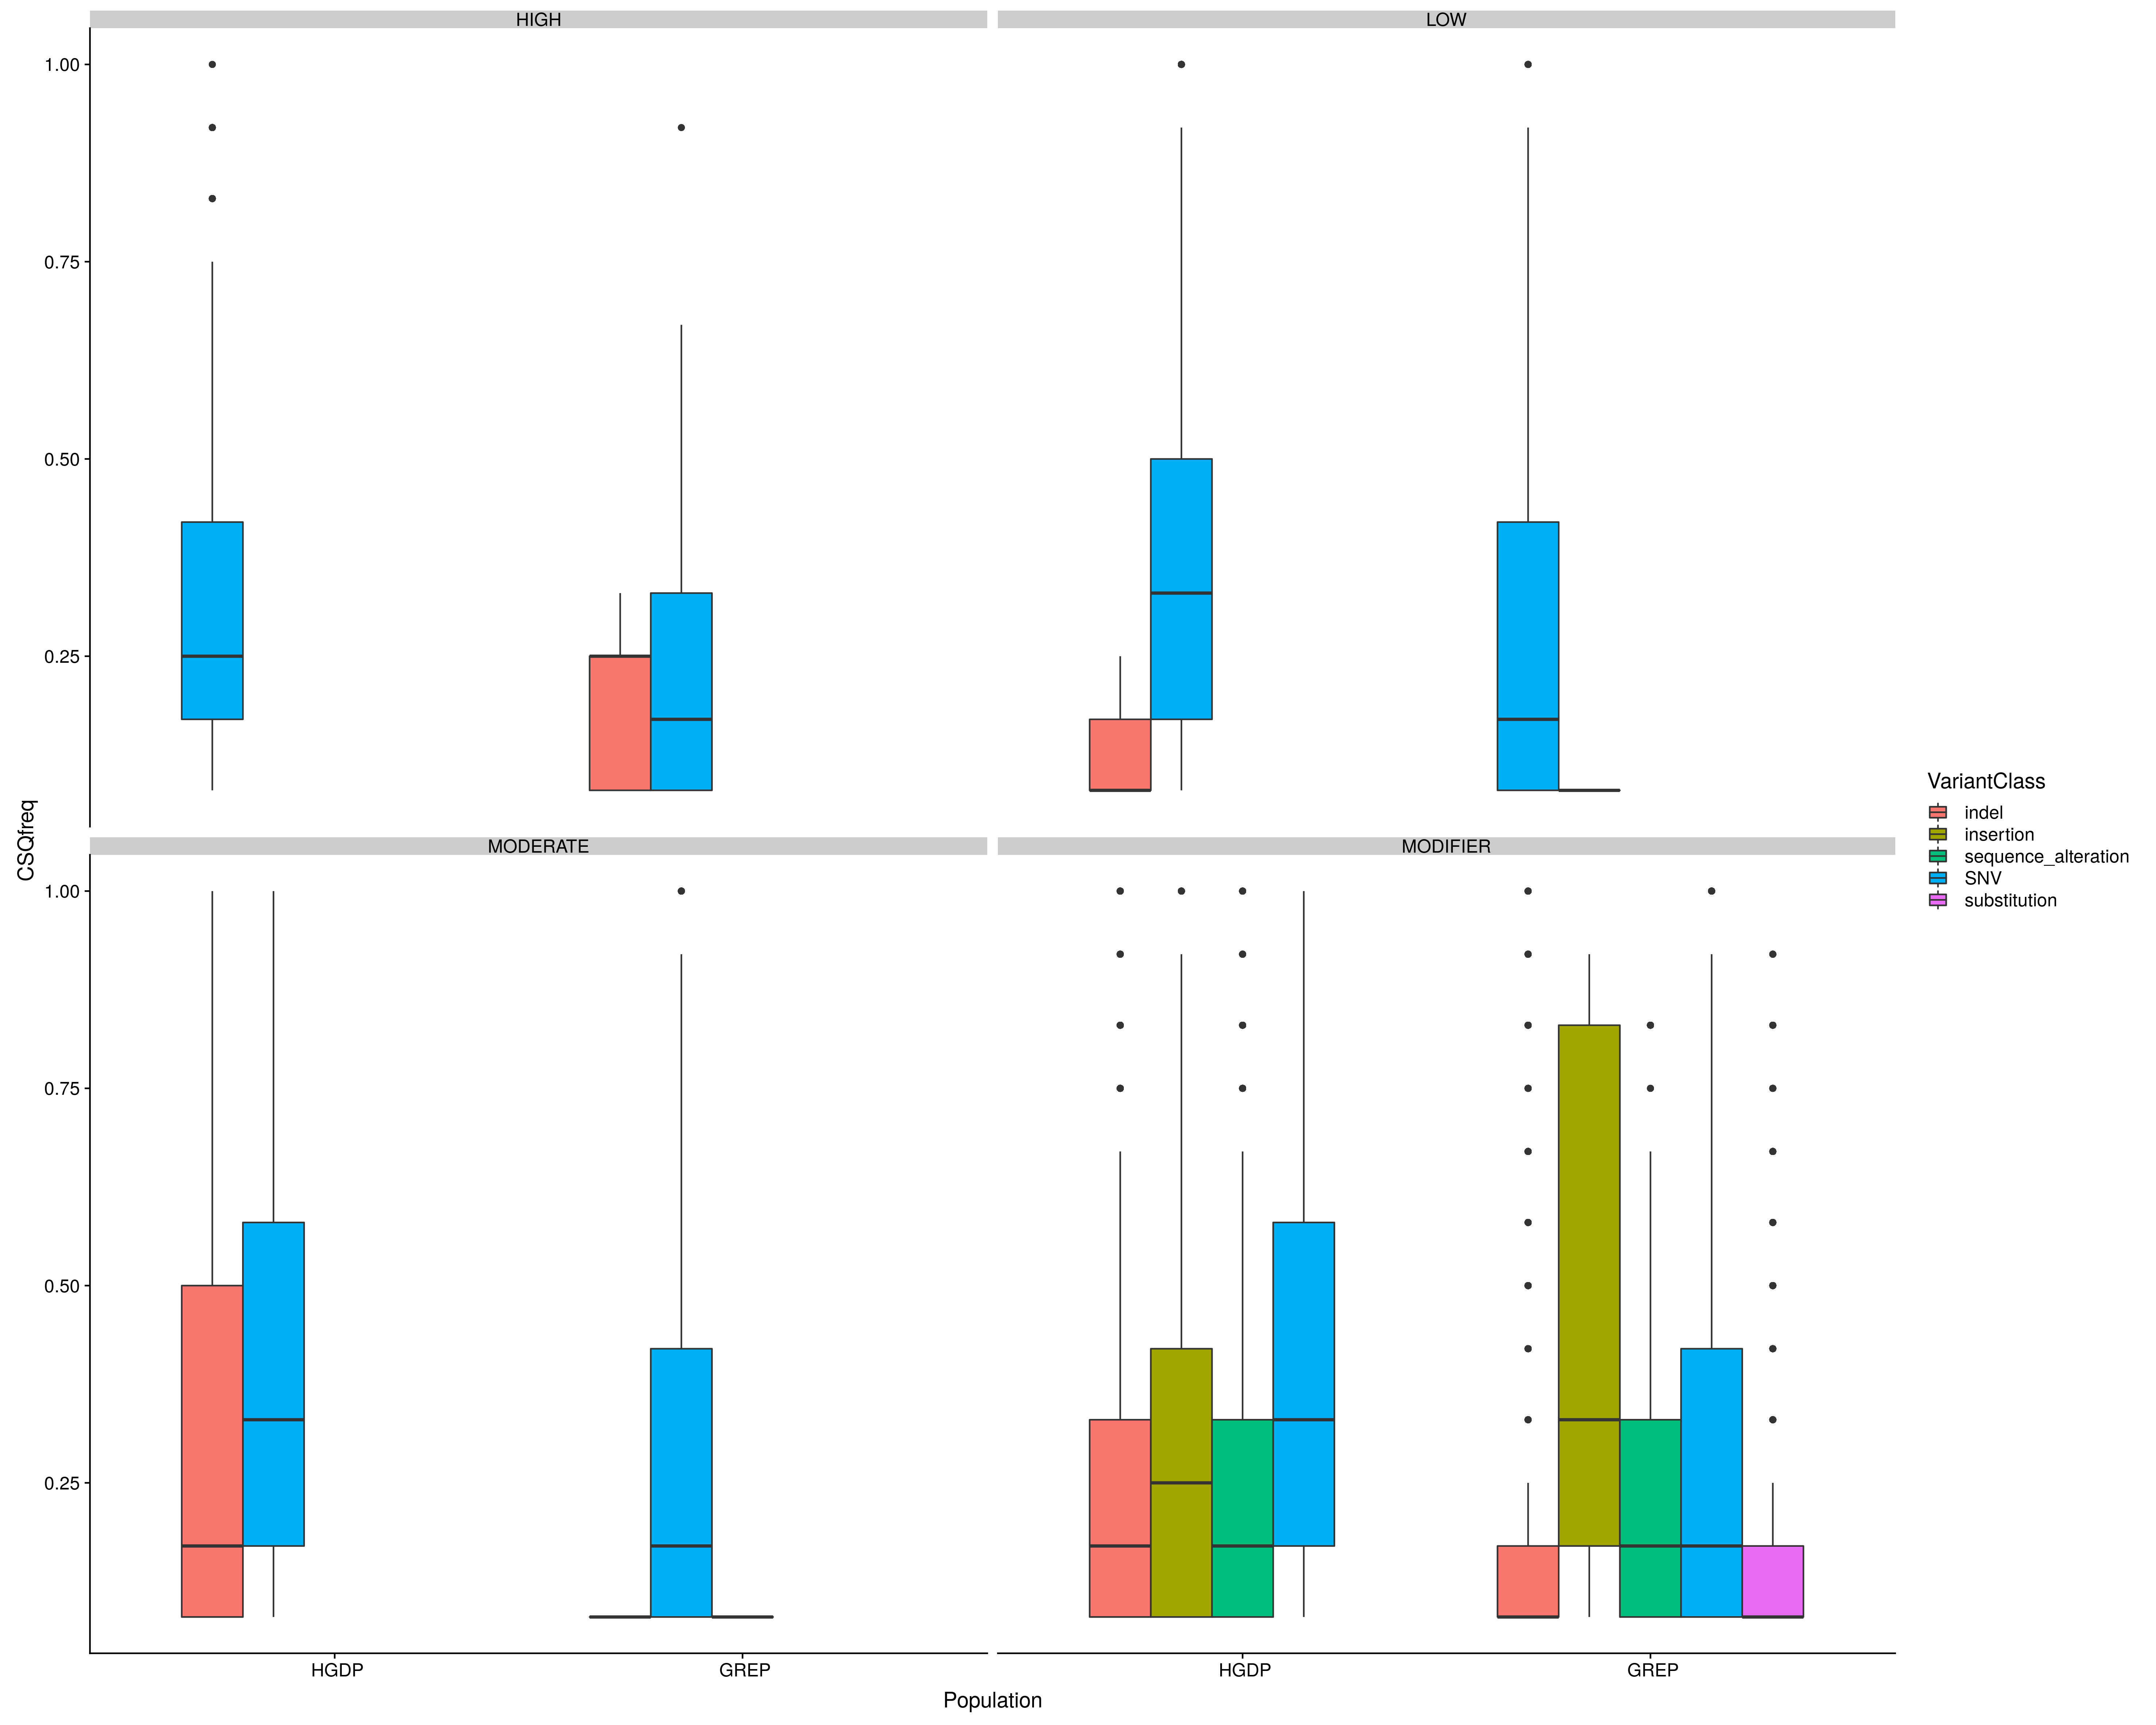 HIGH
LOW
1.00
0.75
0.50
0.25
CSQfreq
MODERATE
MODIFIER
1.00
0.75
0.50
0.25
HGDP
GREP
HGDP
GREP
Population
VariantClass
indel
insertion
sequence_alteration
SNV
substitution